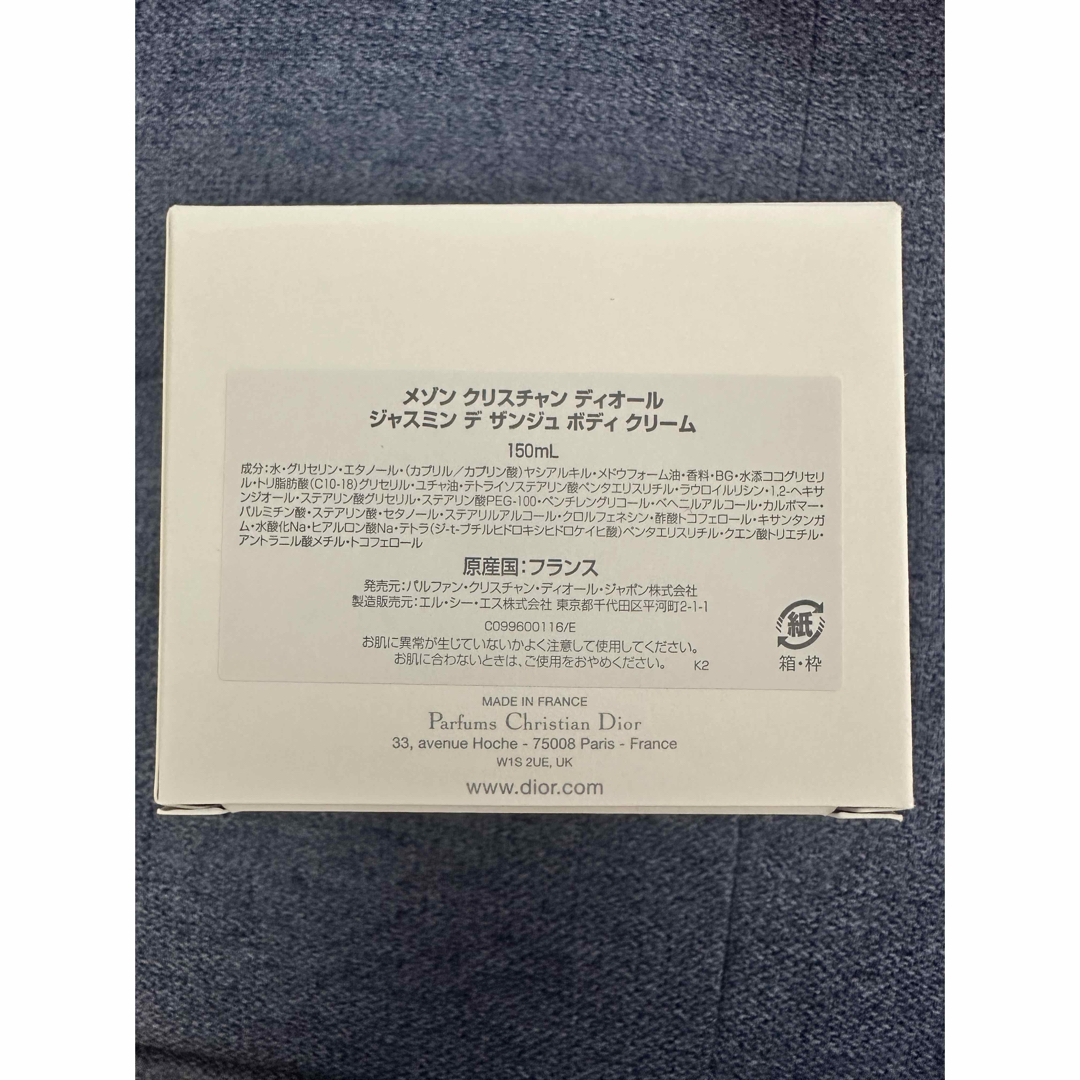 メゾン クリスチャン ディオール
ジャスミン デ ザンジュ ボディ クリーム
150mL
成分:水・グリセリン・エタノール・(カプリル/カプリン酸)ヤシアルキル・メドウフォーム油・香料・BG・水添ココグリセリ
ル・トリ脂肪酸(C10-18)グリセリル・ユチャ油・テトライソステアリン酸ペンタエリスリチル・ラウロイルリシン・1,2-ヘキサ
ンジオール・ステアリン酸グリセリル・ステアリン酸PEG-100・ペンチレングリコール・ベヘニルアルコール・カルボマー・
パルミチン酸・ステアリン酸・セタノール・ステアリルアルコール・クロルフェネシン・酢酸トコフェロール・キサンタンガ
ム・水酸化Na・ヒアルロン酸Na・テトラ(ジ-t-ブチルヒドロキシヒドロケイヒ酸)ペンタエリスリチル・クエン酸トリエチル・
アントラニル酸メチル・トコフェロール
原産国:フランス
発売元:パルファン・クリスチャン・ディオール・ジャポン株式会社
製造販売元:エル・シー・エス株式会社 東京都千代田区平河町2-1-1
C099600116/E
お肌に異常が生じていないかよく注意して使用してください。
お肌に合わないときは、ご使用をおやめください。 K2
紙
箱・枠
MADE IN FRANCE
Parfums Christian Dior
33, avenue Hoche - 75008 Paris - France
W1S 2UE, UK
www.dior.com